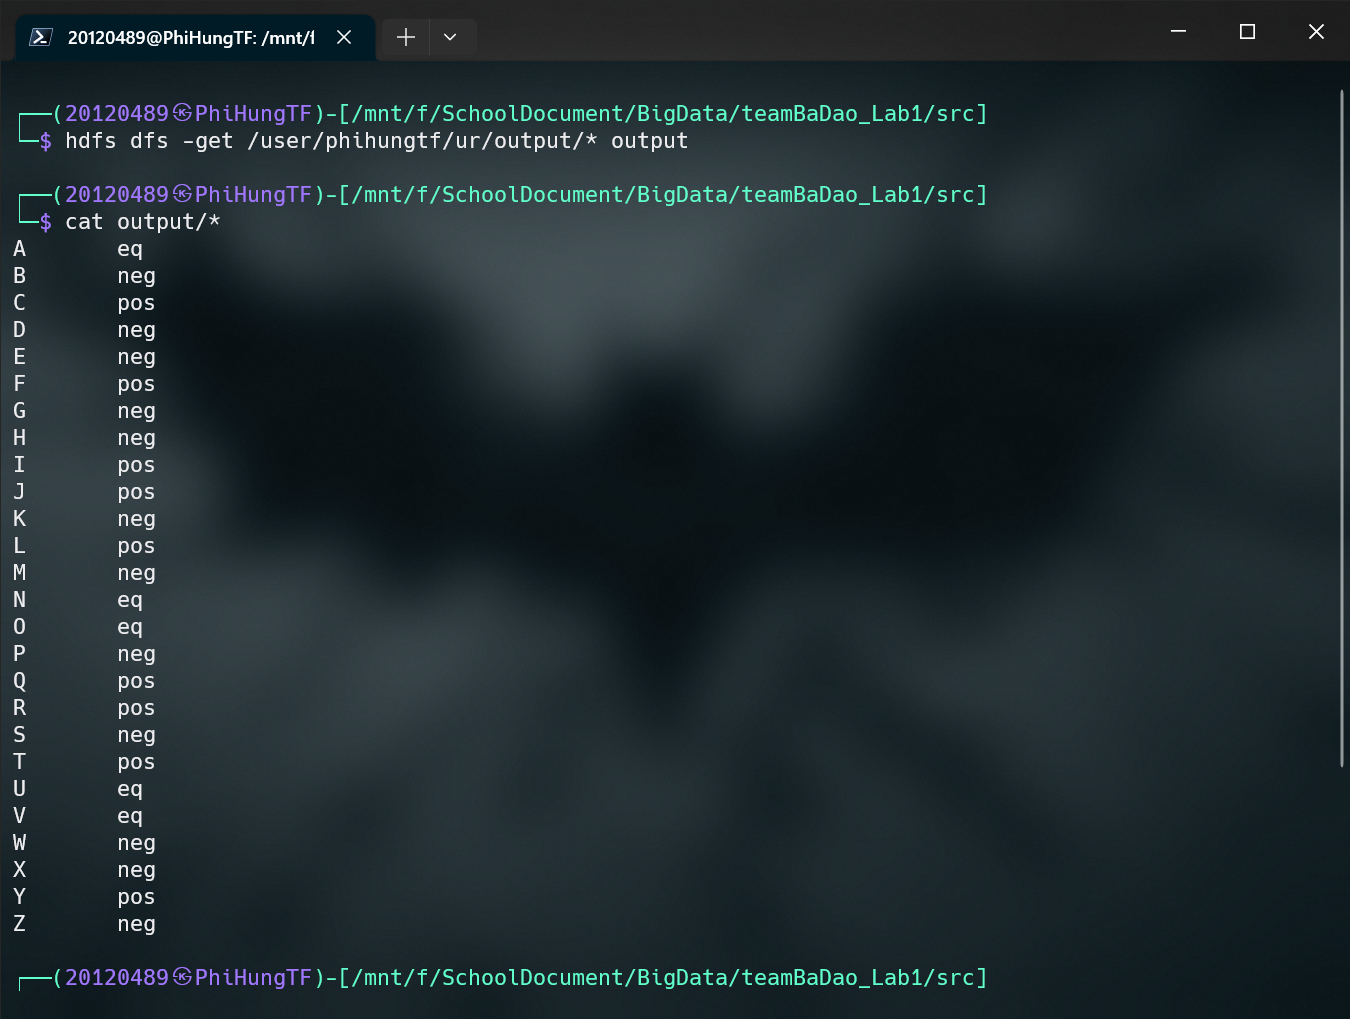 20120489@PhiHungTF: /mnt/f
┌──(20120489㉿PhiHungTF)-[/mnt/f/SchoolDocument/BigData/teamBaDao_Lab1/src]
└─$ hdfs dfs -get /user/phihungtf/ur/output/* output
┌──(20120489㉿PhiHungTF)-[/mnt/f/SchoolDocument/BigData/teamBaDao_Lab1/src]
└─$ cat output/*
A eq
B neg
C pos
D neg
E neg
F pos
G neg
H neg
I pos
J pos
K neg
L pos
M neg
N eq
O eq
P neg
Q pos
R pos
S neg
T pos
U eq
V eq
W neg
X neg
Y pos
Z neg
┌──(20120489㉿PhiHungTF)-[/mnt/f/SchoolDocument/BigData/teamBaDao_Lab1/src]